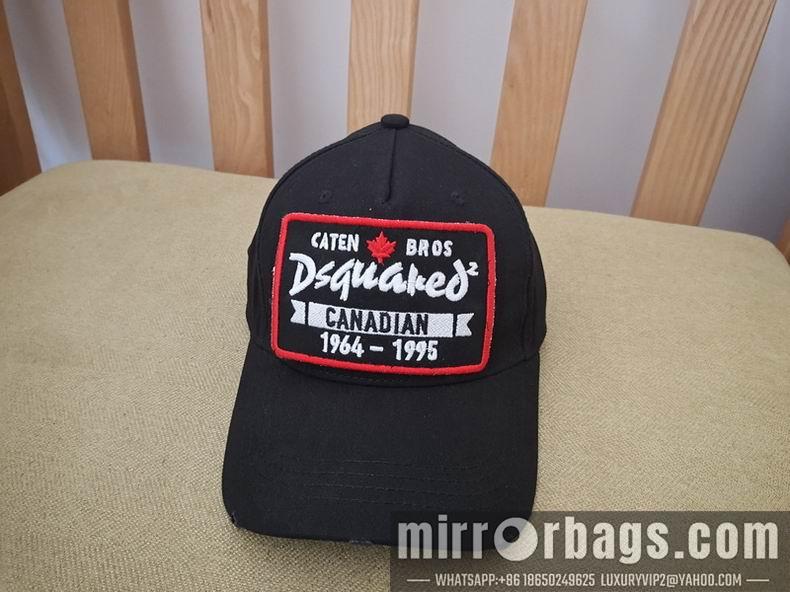 CATEN BROS
Dsquared²
CANADIAN
1964 - 1995
mirrorbags.com
WHATSAPP:+86 18650249625 LUXURYVIP2@YAHOO.COM